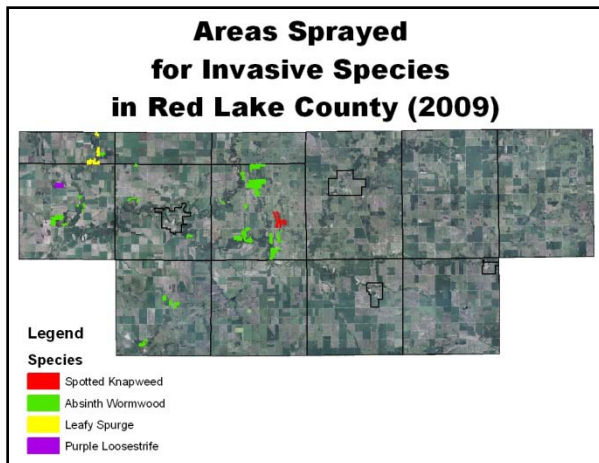 Areas Sprayed
for Invasive Species
in Red Lake County (2009)
Legend
Species
Spotted Knapweed
Absinth Wormwood
Leafy Spurge
Purple Loosestrife